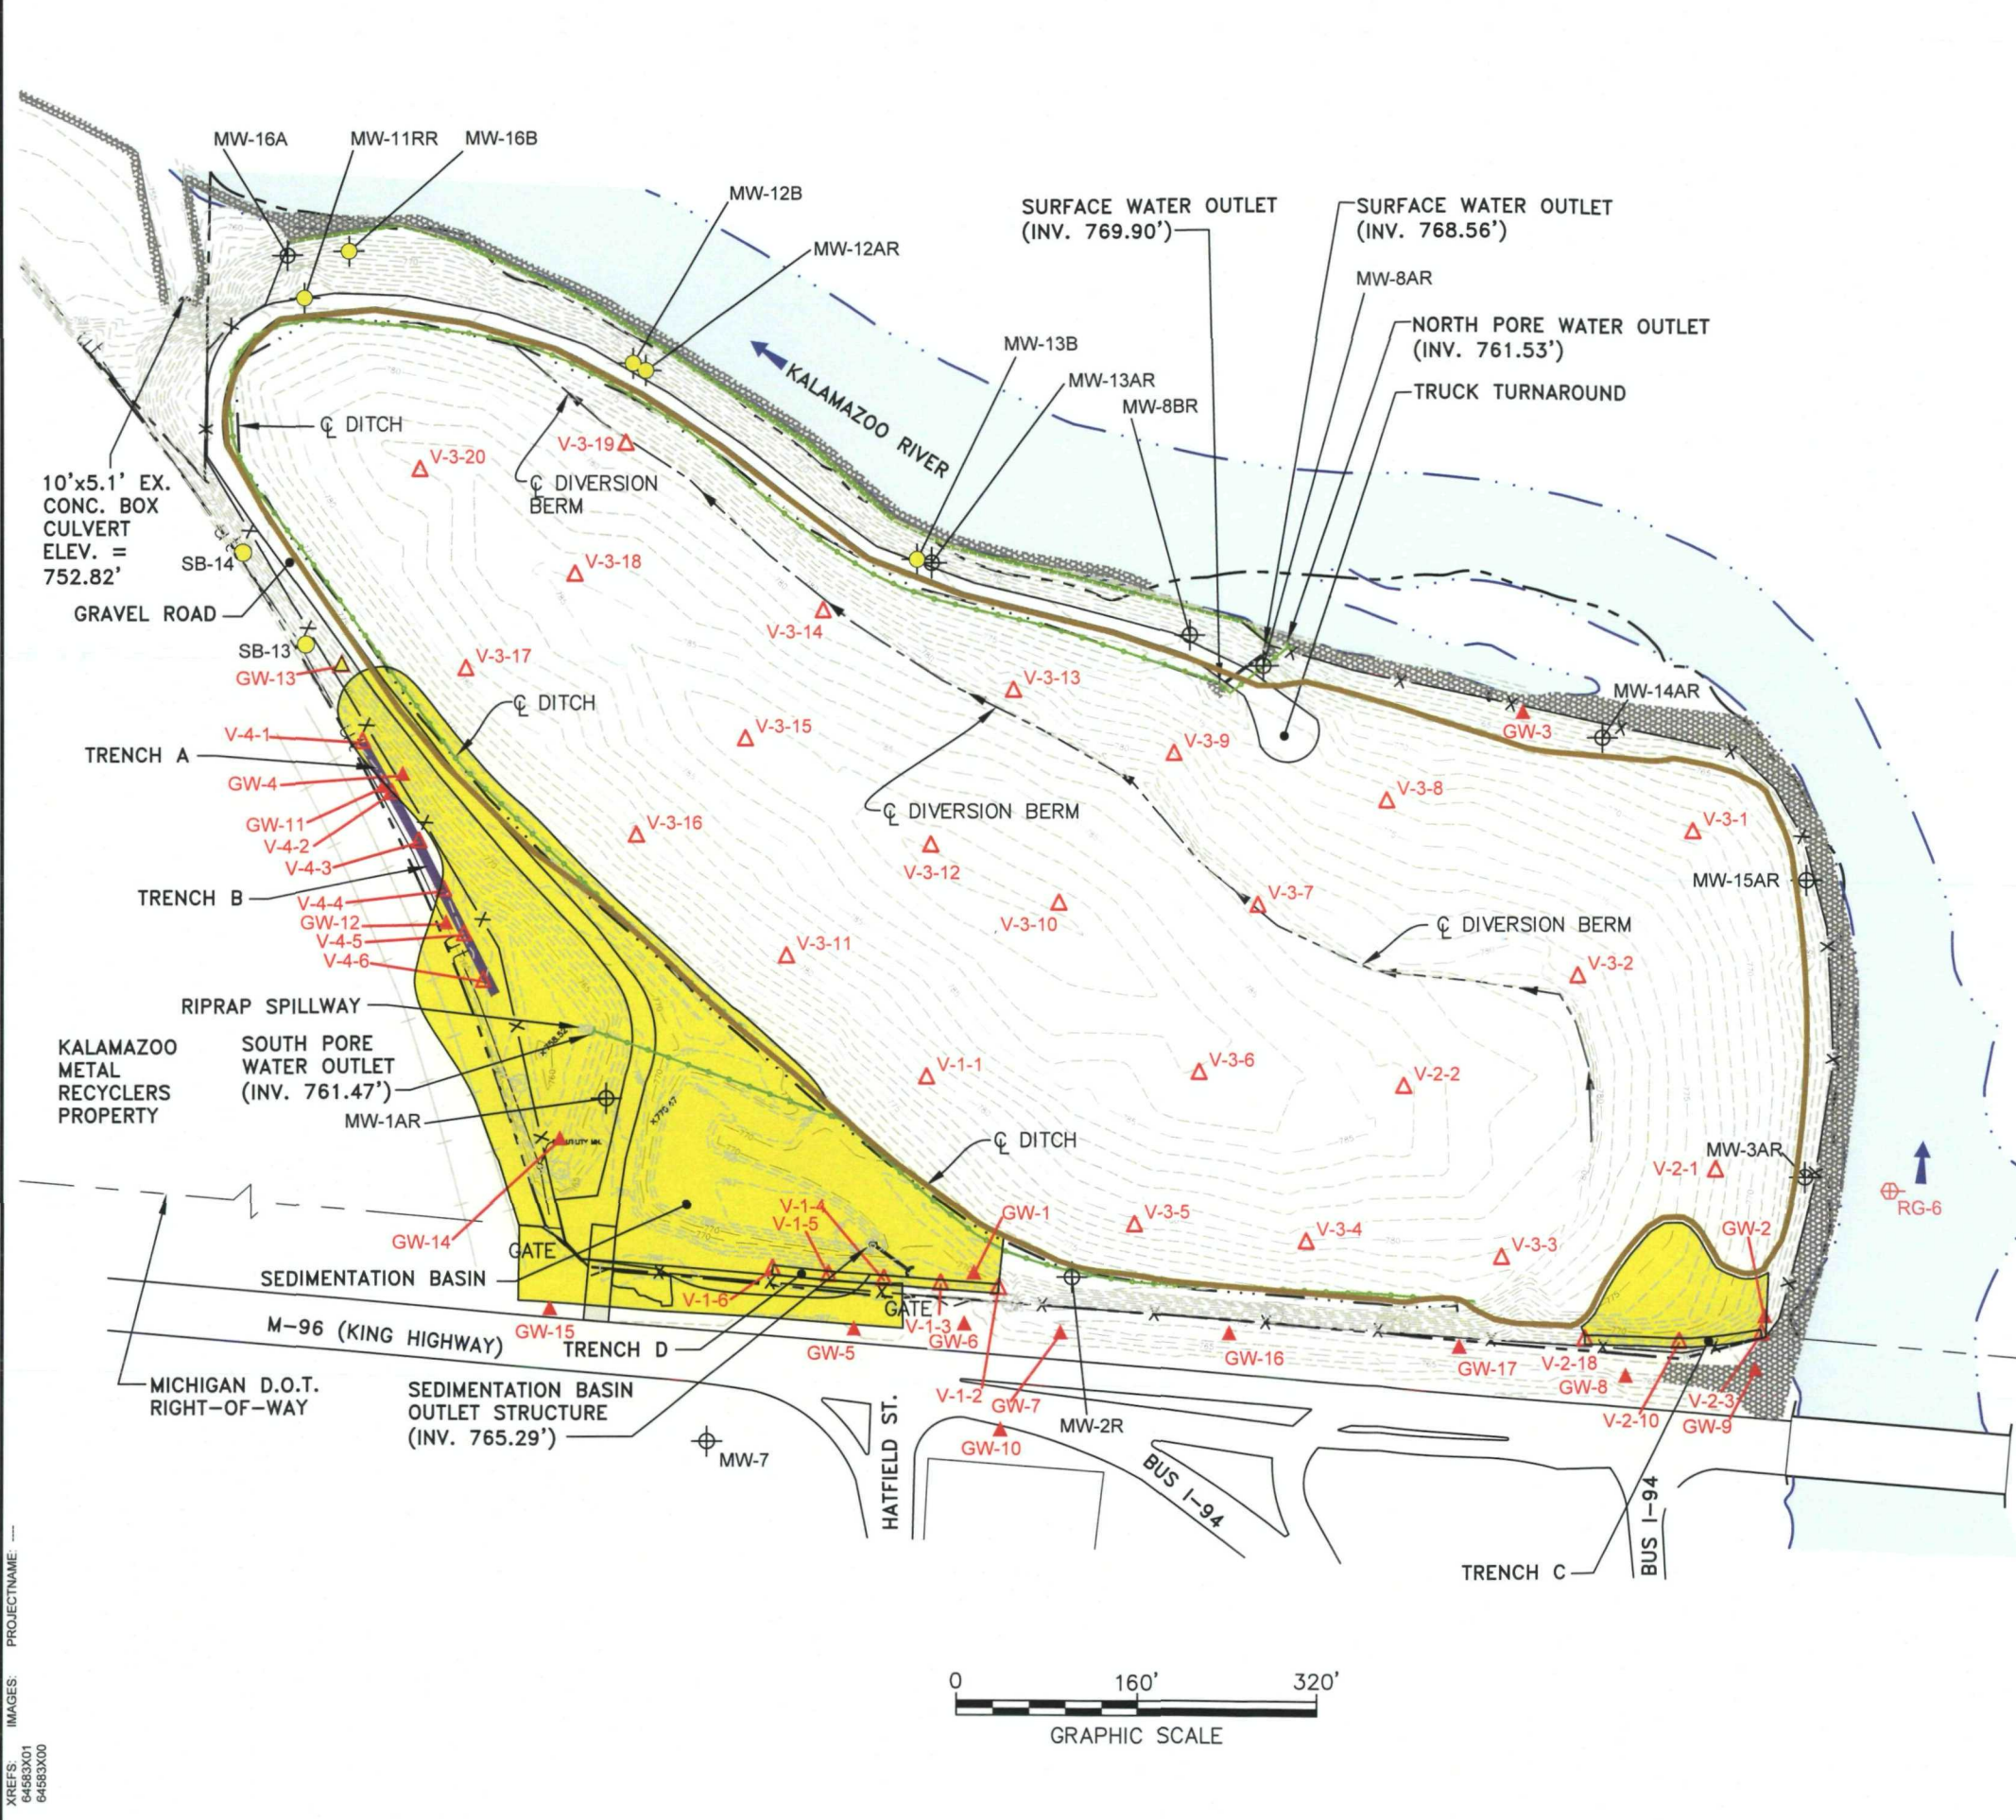 MW-16A
MW-11RR
MW-16B
MW-12B
MW-12AR
SURFACE WATER OUTLET
(INV. 769.90')
SURFACE WATER OUTLET
(INV. 768.56')
MW-8AR
NORTH PORE WATER OUTLET
(INV. 761.53')
MW-13B
MW-13AR
MW-8BR
TRUCK TURNAROUND
KALAMAZOO RIVER
℄ DITCH
V-3-20
V-3-19
℄ DIVERSION
BERM
10'x5.1' EX.
CONC. BOX
CULVERT
ELEV. =
752.82'
SB-14
GRAVEL ROAD
V-3-18
V-3-14
SB-13
GW-13
V-3-17
V-3-13
MW-14AR
GW-3
℄ DITCH
V-4-1
TRENCH A
V-3-15
V-3-9
GW-4
V-3-8
GW-11
V-4-2
V-3-16
V-3-1
℄ DIVERSION BERM
V-4-3
V-3-12
MW-15AR
TRENCH B
V-4-4
GW-12
V-4-5
V-3-7
V-3-10
℄ DIVERSION BERM
V-4-6
V-3-11
V-3-2
RIPRAP SPILLWAY
KALAMAZOO
METAL
RECYCLERS
PROPERTY
SOUTH PORE
WATER OUTLET
(INV. 761.47')
MW-1AR
V-1-1
V-3-6
V-2-2
UTILITY MH.
℄ DITCH
MW-3AR
V-2-1
RG-6
V-1-4
V-1-5
GW-1
V-3-5
V-3-4
V-3-3
GW-2
GW-14
GATE
SEDIMENTATION BASIN
V-1-6
GATE
V-1-3
GW-15
GW-5
GW-6
M-96 (KING HIGHWAY)
TRENCH D
GW-16
GW-17
V-2-18
GW-8
MICHIGAN D.O.T.
RIGHT-OF-WAY
SEDIMENTATION BASIN
OUTLET STRUCTURE
(INV. 765.29')
V-1-2
GW-7
MW-2R
V-2-3
V-2-10
GW-9
GW-10
MW-7
HATFIELD ST.
BUS I-94
BUS I-94
TRENCH C
0
160'
320'
GRAPHIC SCALE
XREFS:
64583X01
64583X00
IMAGES:
PROJECTNAME: ----